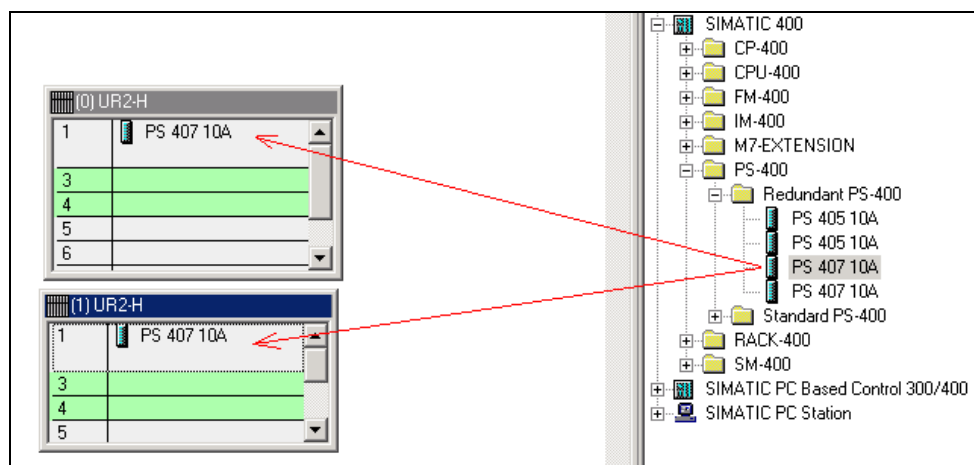 (0) UR2-H
1 PS 407 10A
3
4
5
6
(1) UR2-H
1 PS 407 10A
3
4
5
SIMATIC 400
CP-400
CPU-400
FM-400
IM-400
M7-EXTENSION
PS-400
Redundant PS-400
PS 405 10A
PS 405 10A
PS 407 10A
PS 407 10A
Standard PS-400
RACK-400
SM-400
SIMATIC PC Based Control 300/400
SIMATIC PC Station